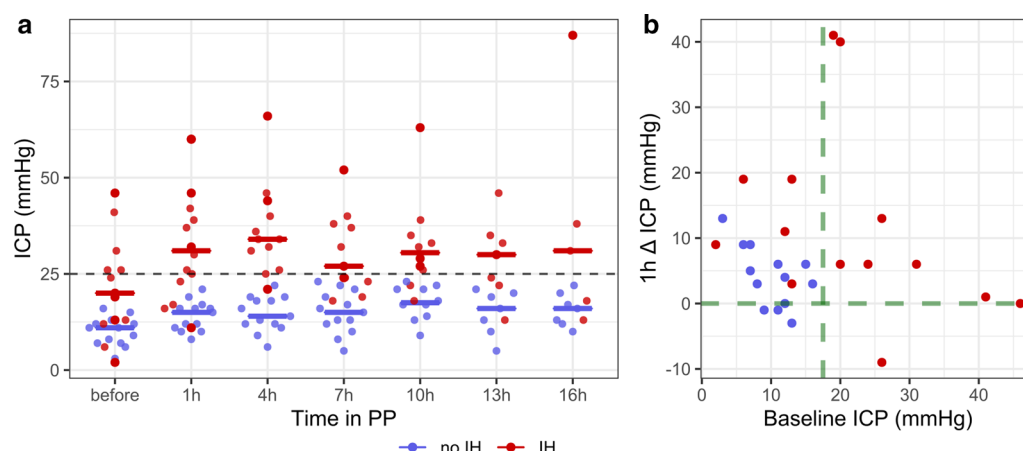 a
b
ICP (mmHg)
75
50
25
0
before 1h 4h 7h 10h 13h 16h
Time in PP
no IH IH
1h Δ ICP (mmHg)
40
30
20
10
0
-10
0 10 20 30 40
Baseline ICP (mmHg)